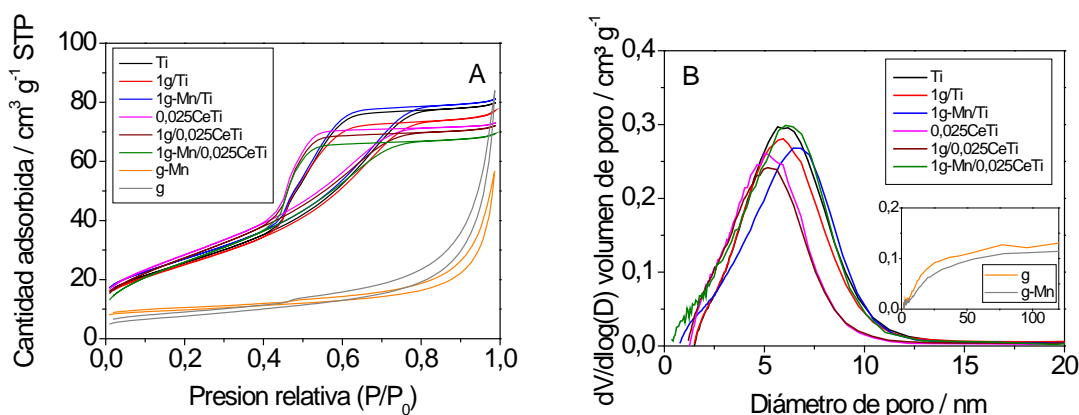 A
Cantidad adsorbida / cm³ g⁻¹ STP
100
80
60
40
20
0
Ti
1g/Ti
1g-Mn/Ti
0,025CeTi
1g/0,025CeTi
1g-Mn/0,025CeTi
g-Mn
g
0,0 0,2 0,4 0,6 0,8 1,0
Presion relativa (P/P₀)
B
dV/dlog(D) volumen de poro / cm³ g⁻¹
0,4
0,3
0,2
0,1
0,0
Ti
1g/Ti
1g-Mn/Ti
0,025CeTi
1g/0,025CeTi
1g-Mn/0,025CeTi
0,2
0,1
0,0
g
g-Mn
0 50 100
0 5 10 15 20
Diámetro de poro / nm